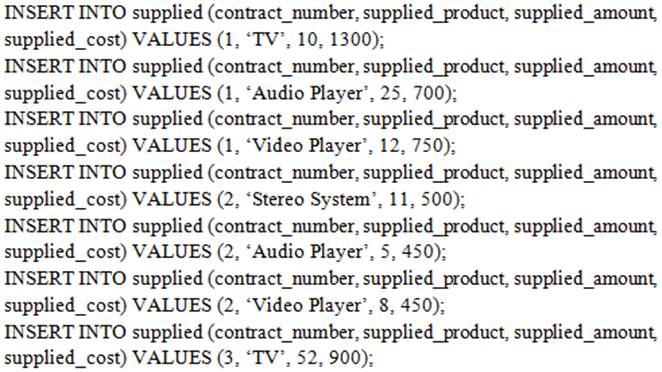 INSERT INTO supplied (contract_number, supplied_product, supplied_amount,
supplied_cost) VALUES (1, ‘TV’, 10, 1300);
INSERT INTO supplied (contract_number, supplied_product, supplied_amount,
supplied_cost) VALUES (1, ‘Audio Player’, 25, 700);
INSERT INTO supplied (contract_number, supplied_product, supplied_amount,
supplied_cost) VALUES (1, ‘Video Player’, 12, 750);
INSERT INTO supplied (contract_number, supplied_product, supplied_amount,
supplied_cost) VALUES (2, ‘Stereo System’, 11, 500);
INSERT INTO supplied (contract_number, supplied_product, supplied_amount,
supplied_cost) VALUES (2, ‘Audio Player’, 5, 450);
INSERT INTO supplied (contract_number, supplied_product, supplied_amount,
supplied_cost) VALUES (2, ‘Video Player’, 8, 450);
INSERT INTO supplied (contract_number, supplied_product, supplied_amount,
supplied_cost) VALUES (3, ‘TV’, 52, 900);